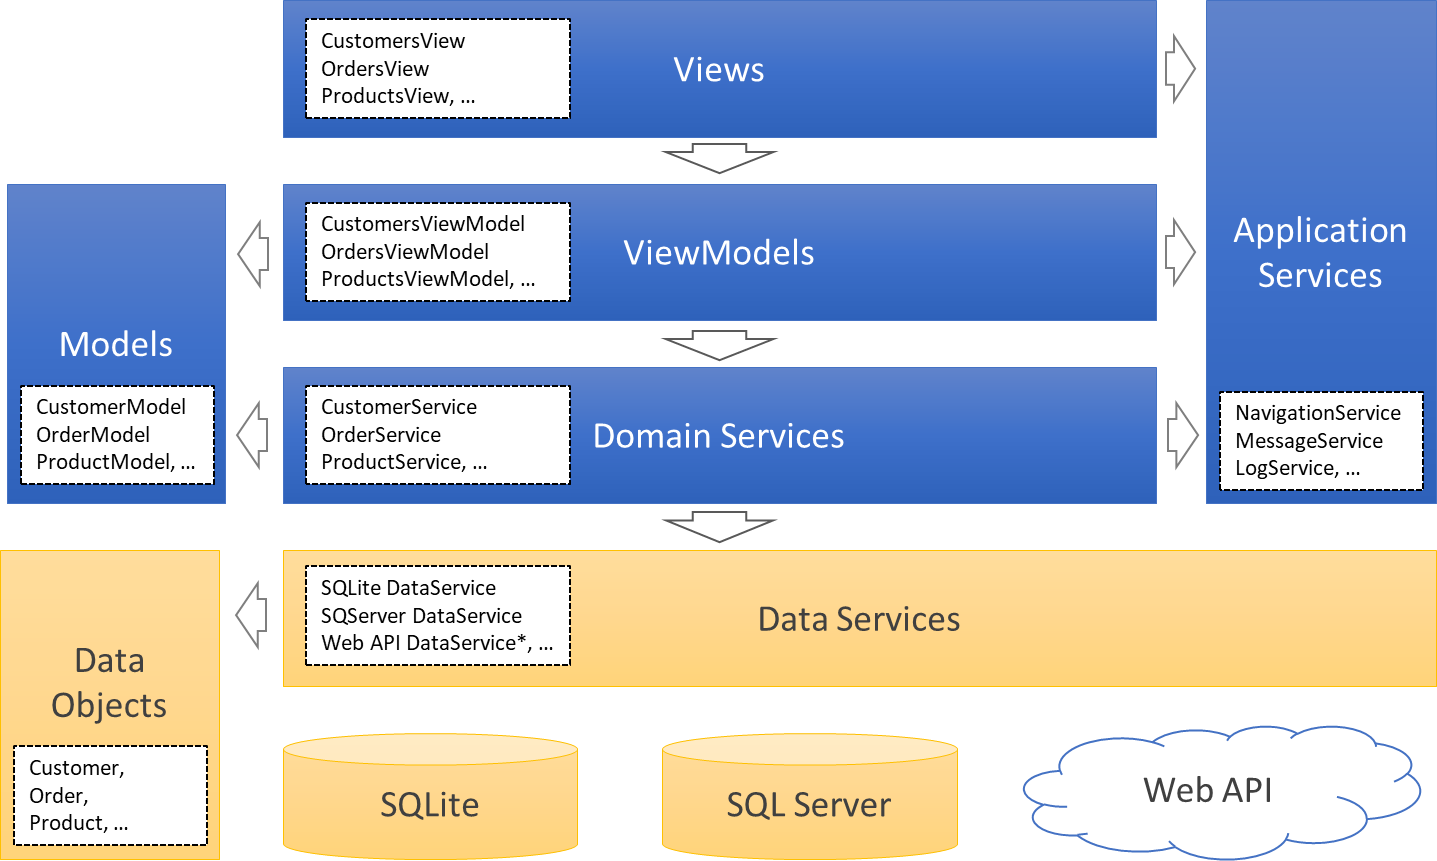 CustomersView
OrdersView
ProductsView, ...
Views
CustomersViewModel
OrdersViewModel
ProductsViewModel, ...
ViewModels
Application
Services
Models
CustomerModel
OrderModel
ProductModel, ...
CustomerService
OrderService
ProductService, ...
Domain Services
NavigationService
MessageService
LogService, ...
SQLite DataService
SQServer DataService
Web API DataService*, ...
Data Services
Data
Objects
Customer,
Order,
Product, ...
SQLite
SQL Server
Web API